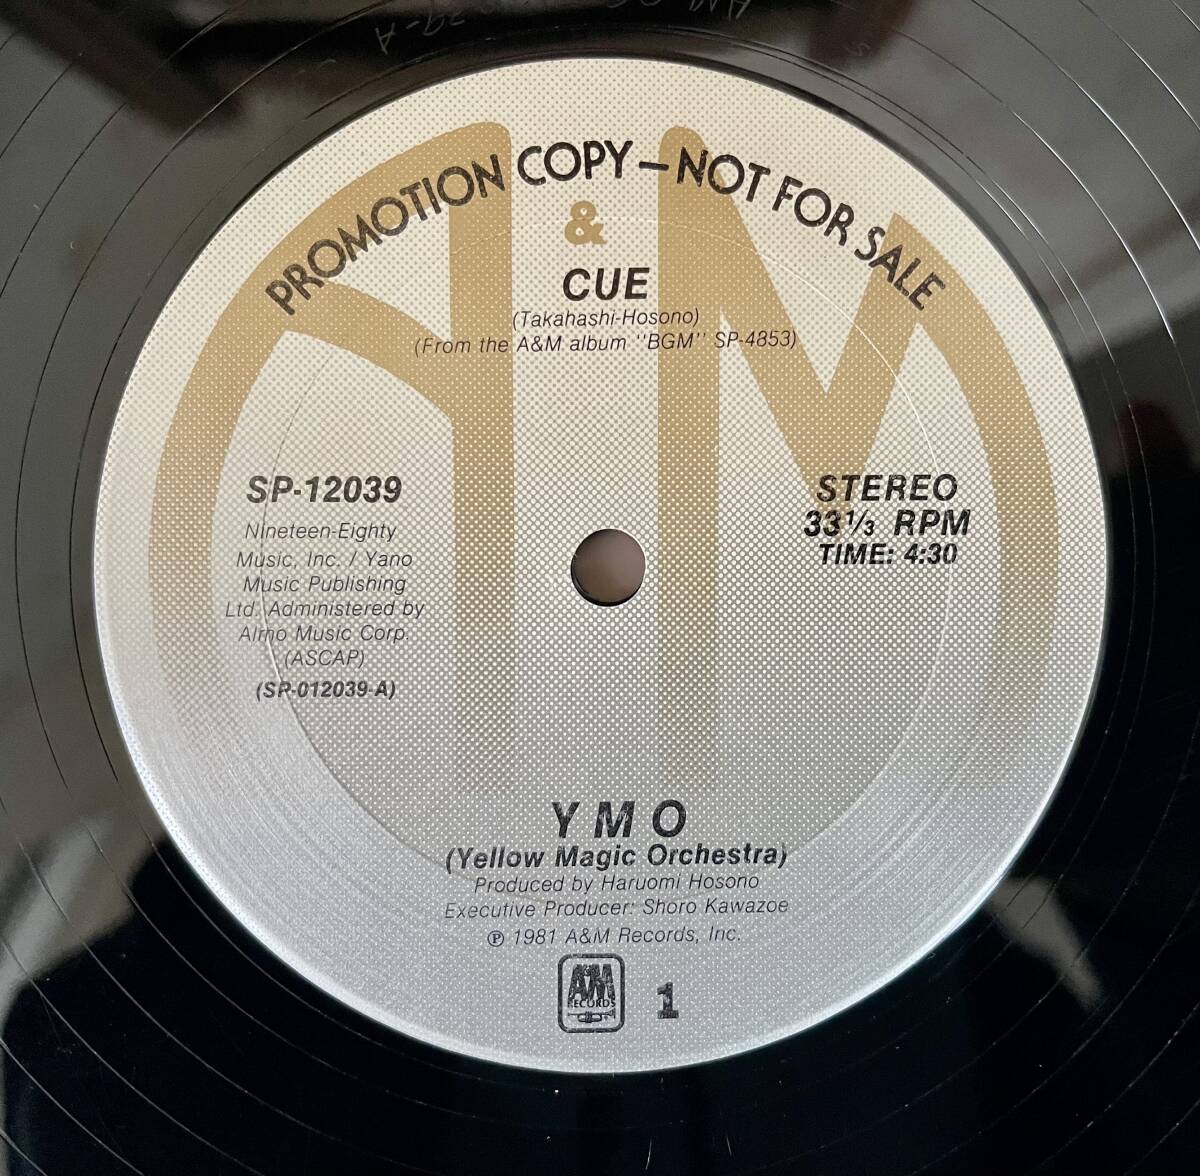 PROMOTION COPY — NOT FOR SALE
&
CUE
(Takahashi-Hosono)
(From the A&M album "BGM" SP-4853)
SP-12039
Nineteen-Eighty
Music, Inc. / Yano
Music Publishing
Ltd. Administered by
Almo Music Corp.
(ASCAP)
(SP-012039-A)
STEREO
33 1/3 RPM
TIME: 4:30
Y M O
(Yellow Magic Orchestra)
Produced by Haruomi Hosono
Executive Producer: Shoro Kawazoe
℗ 1981 A&M Records, Inc.
A&M
RECORDS
1